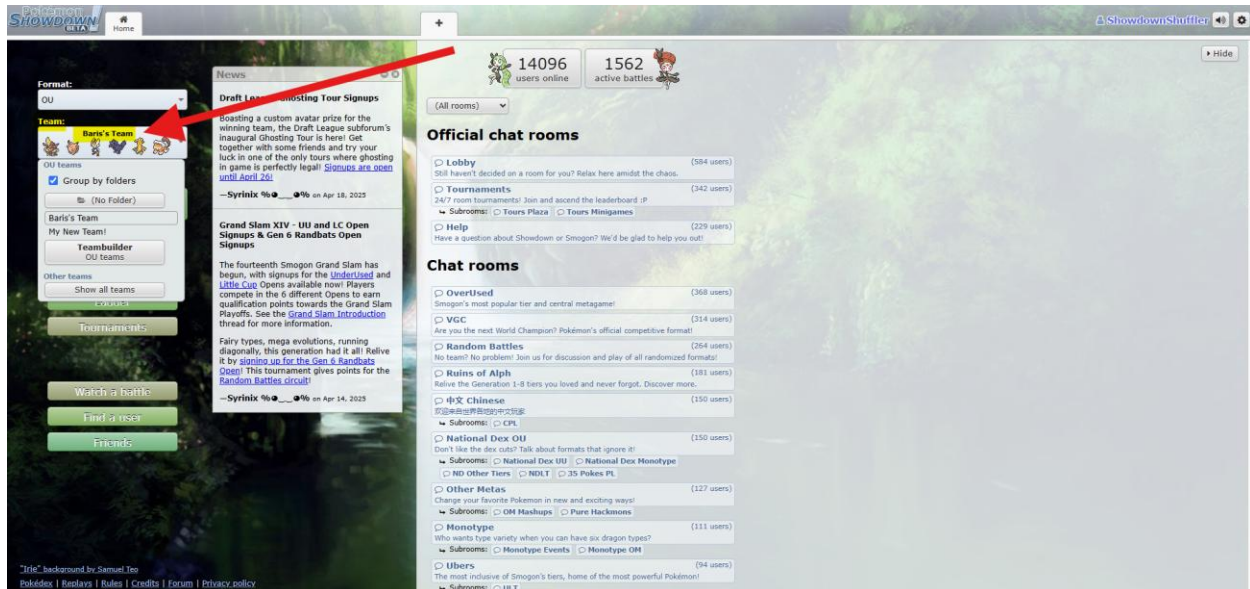 Pokémon
SHOWDOWN!
BETA
Home
+
ShowdownShuffler
Format:
OU
Team:
Baris's Team
OU teams
Group by folders
(No Folder)
Baris's Team
My New Team!
Teambuilder
OU teams
Other teams
Show all teams
Ladder
Tournaments
Watch a battle
Find a user
Friends
"Irie" background by Samuel Teo
Pokédex | Replays | Rules | Credits | Forum | Privacy policy
News
Draft League Ghosting Tour Signups
Boasting a custom avatar prize for the
winning team, the Draft League subforum's
inaugural Ghosting Tour is here! Get
together with some friends and try your
luck in one of the only tours where ghosting
in game is perfectly legal! Signups are open
until April 26!
—Syrinix %◕__◕% on Apr 18, 2025
Grand Slam XIV - UU and LC Open
Signups & Gen 6 Randbats Open
Signups
The fourteenth Smogon Grand Slam has
begun, with signups for the UnderUsed and
Little Cup Opens available now! Players
compete in the 6 different Opens to earn
qualification points towards the Grand Slam
Playoffs. See the Grand Slam Introduction
thread for more information.
Fairy types, mega evolutions, running
diagonally, this generation had it all! Relive
it by signing up for the Gen 6 Randbats
Open! This tournament gives points for the
Random Battles circuit!
—Syrinix %◕__◕% on Apr 14, 2025
14096
users online
1562
active battles
Hide
(All rooms)
Official chat rooms
Lobby (584 users)
Still haven't decided on a room for you? Relax here amidst the chaos.
Tournaments (342 users)
24/7 room tournaments! Join and ascend the leaderboard :P
Subrooms: Tours Plaza Tours Minigames
Help (229 users)
Have a question about Showdown or Smogon? We'd be glad to help you out!
Chat rooms
OverUsed (368 users)
Smogon's most popular tier and central metagame!
VGC (314 users)
Are you the next World Champion? Pokémon's official competitive format!
Random Battles (264 users)
No team? No problem! Join us for discussion and play of all randomized formats!
Ruins of Alph (181 users)
Relive the Generation 1-8 tiers you loved and never forgot. Discover more.
中文 Chinese (150 users)
欢迎来自世界各地的中文玩家
Subrooms: CPL
National Dex OU (150 users)
Don't like the dex cuts? Talk about formats that ignore it!
Subrooms: National Dex UU National Dex Monotype
ND Other Tiers NDLT 35 Pokes PL
Other Metas (127 users)
Change your favorite Pokemon in new and exciting ways!
Subrooms: OM Mashups Pure Hackmons
Monotype (111 users)
Who wants type variety when you can have six dragon types?
Subrooms: Monotype Events Monotype OM
Ubers (94 users)
The most inclusive of Smogon's tiers, home of the most powerful Pokémon!
Subrooms: ULT